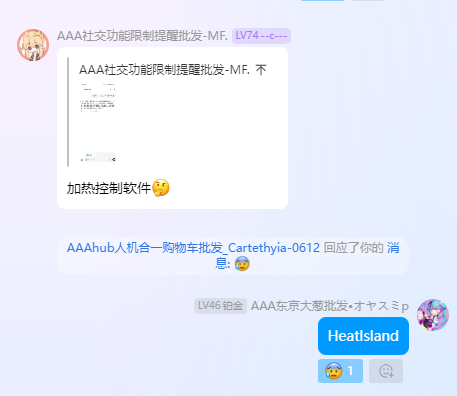 AAA社交功能限制提醒批发-MF. LV74 --c---
AAA社交功能限制提醒批发-MF.
加热控制软件🤔
AAAhub人机合一购物车批发_Cartethyia-0612 回应了你的 消
息: 😰
LV46 铂金 AAA东京大葱批发•オヤスミp
HeatIsland
😰 1